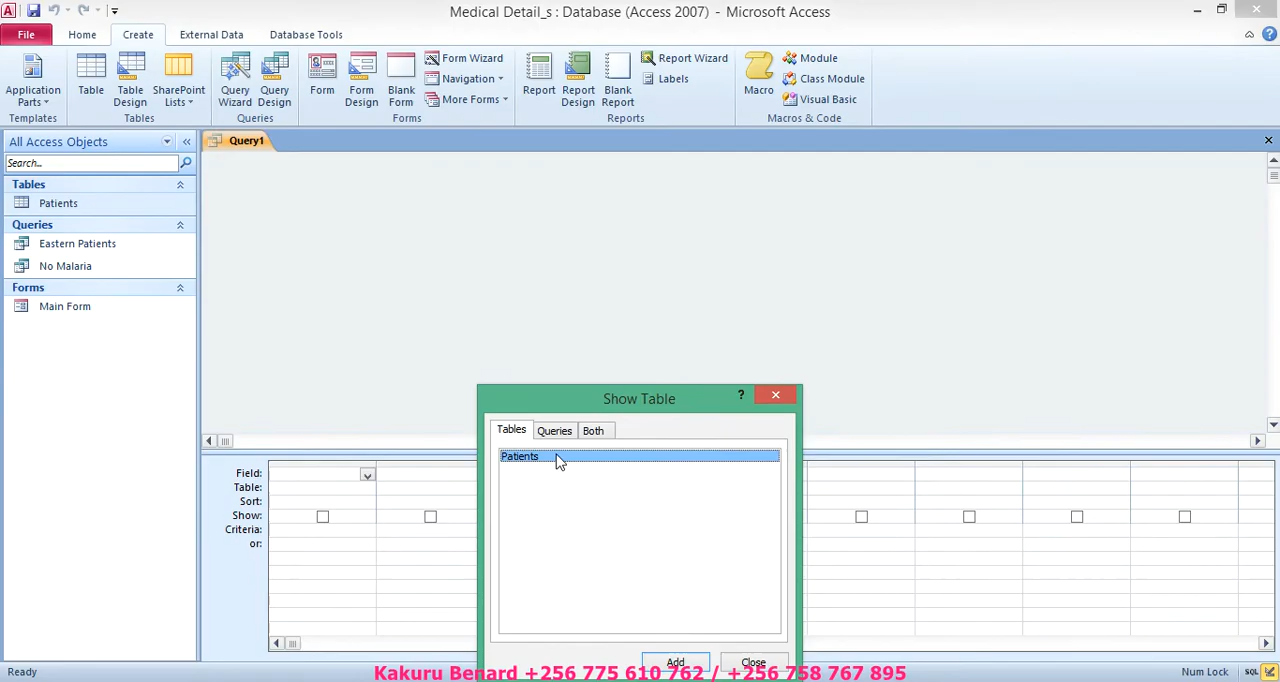 Medical Detail_s : Database (Access 2007) - Microsoft Access
File Home Create External Data Database Tools
Application Parts
Table
Table Design
SharePoint Lists
Query Wizard
Query Design
Form
Form Design
Blank Form
Form Wizard
Navigation
More Forms
Report
Report Design
Blank Report
Report Wizard
Labels
Macro
Module
Class Module
Visual Basic
Templates Tables Queries Forms Reports Macros & Code
All Access Objects
Search...
Tables
Patients
Queries
Eastern Patients
No Malaria
Forms
Main Form
Query1
Show Table
?
Tables Queries Both
Patients
Add Close
Field:
Table:
Sort:
Show:
Criteria:
or:
Kakuru Benard +256 775 610 762 / +256 758 767 895
Ready Num Lock SQL